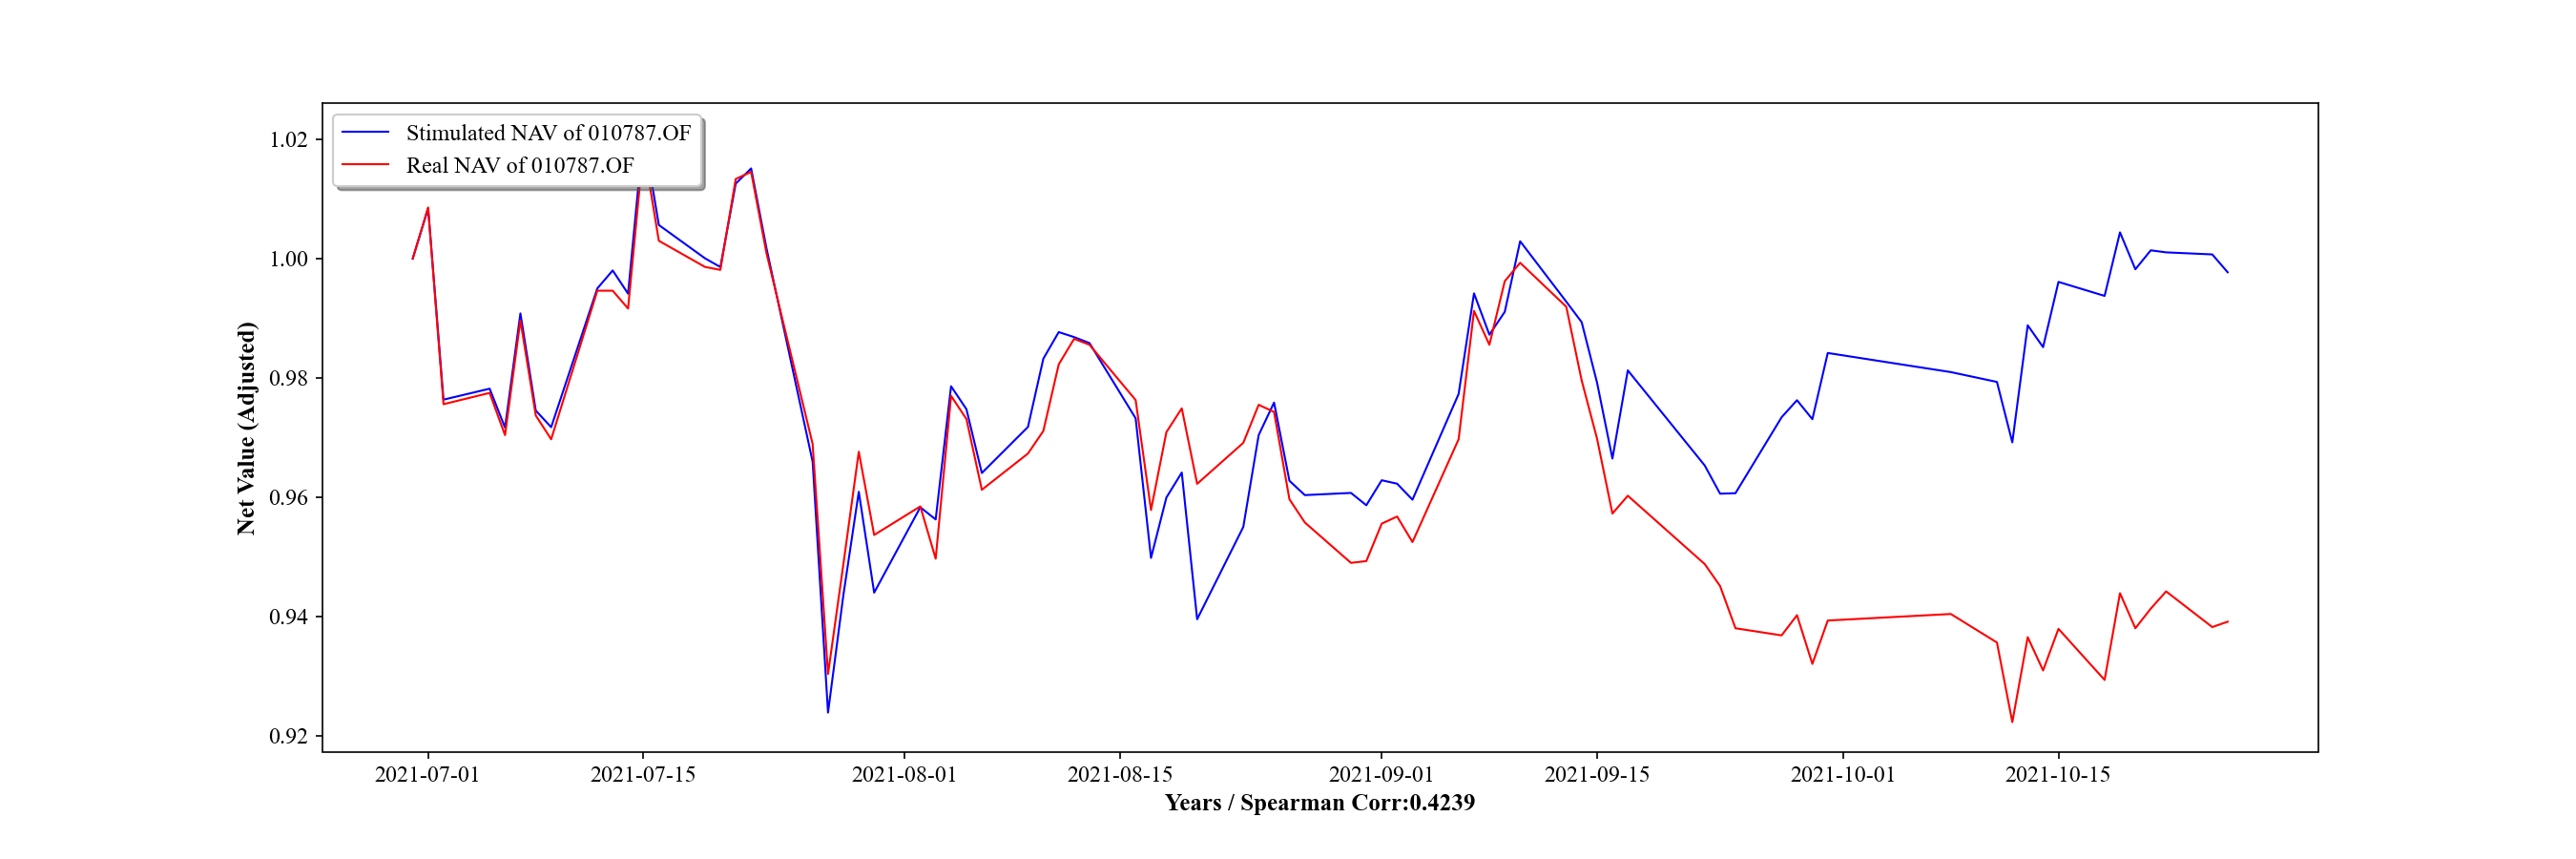 Stimulated NAV of 010787.OF
Real NAV of 010787.OF
1.02
1.00
0.98
0.96
0.94
0.92
Net Value (Adjusted)
2021-07-01 2021-07-15 2021-08-01 2021-08-15 2021-09-01 2021-09-15 2021-10-01 2021-10-15
Years / Spearman Corr:0.4239